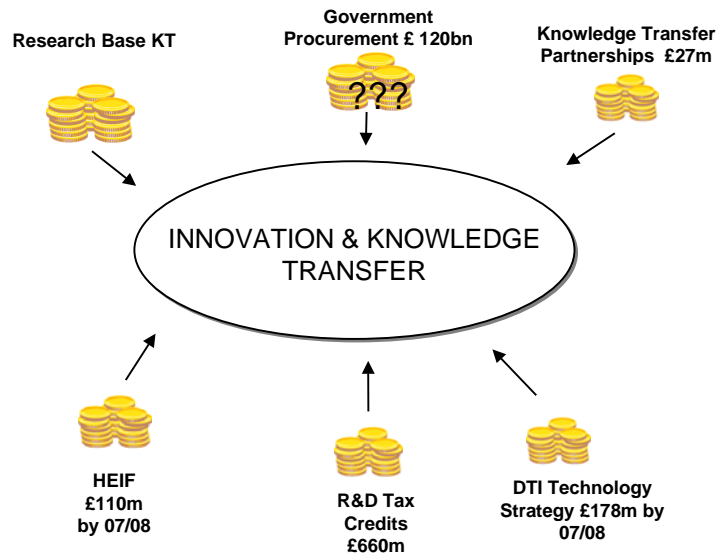 Research Base KT
Government
Procurement £ 120bn
???
Knowledge Transfer
Partnerships £27m
INNOVATION & KNOWLEDGE
TRANSFER
HEIF
£110m
by 07/08
R&D Tax
Credits
£660m
DTI Technology
Strategy £178m by
07/08